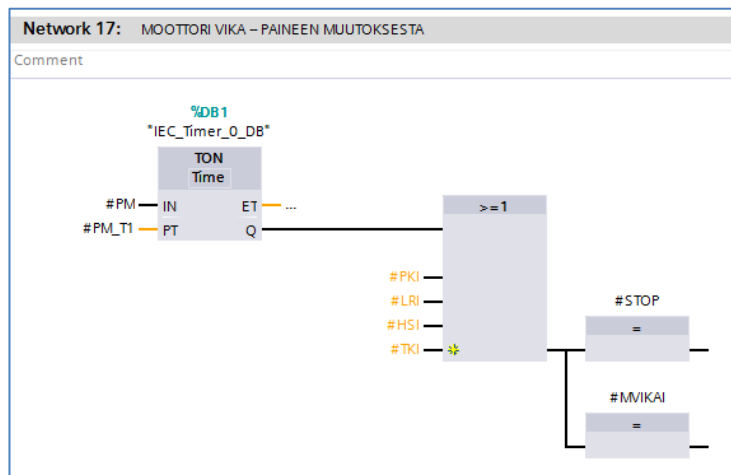 Network 17: MOOTTORI VIKA – PAINEEN MUUTOKSESTA
Comment
%DB1
"IEC_Timer_0_DB"
TON
Time
#PM IN ET ...
#PM_T1 PT Q
>=1
#PKI
#LRI
#HSI
#TKI
#STOP
=
#MVIKAI
=